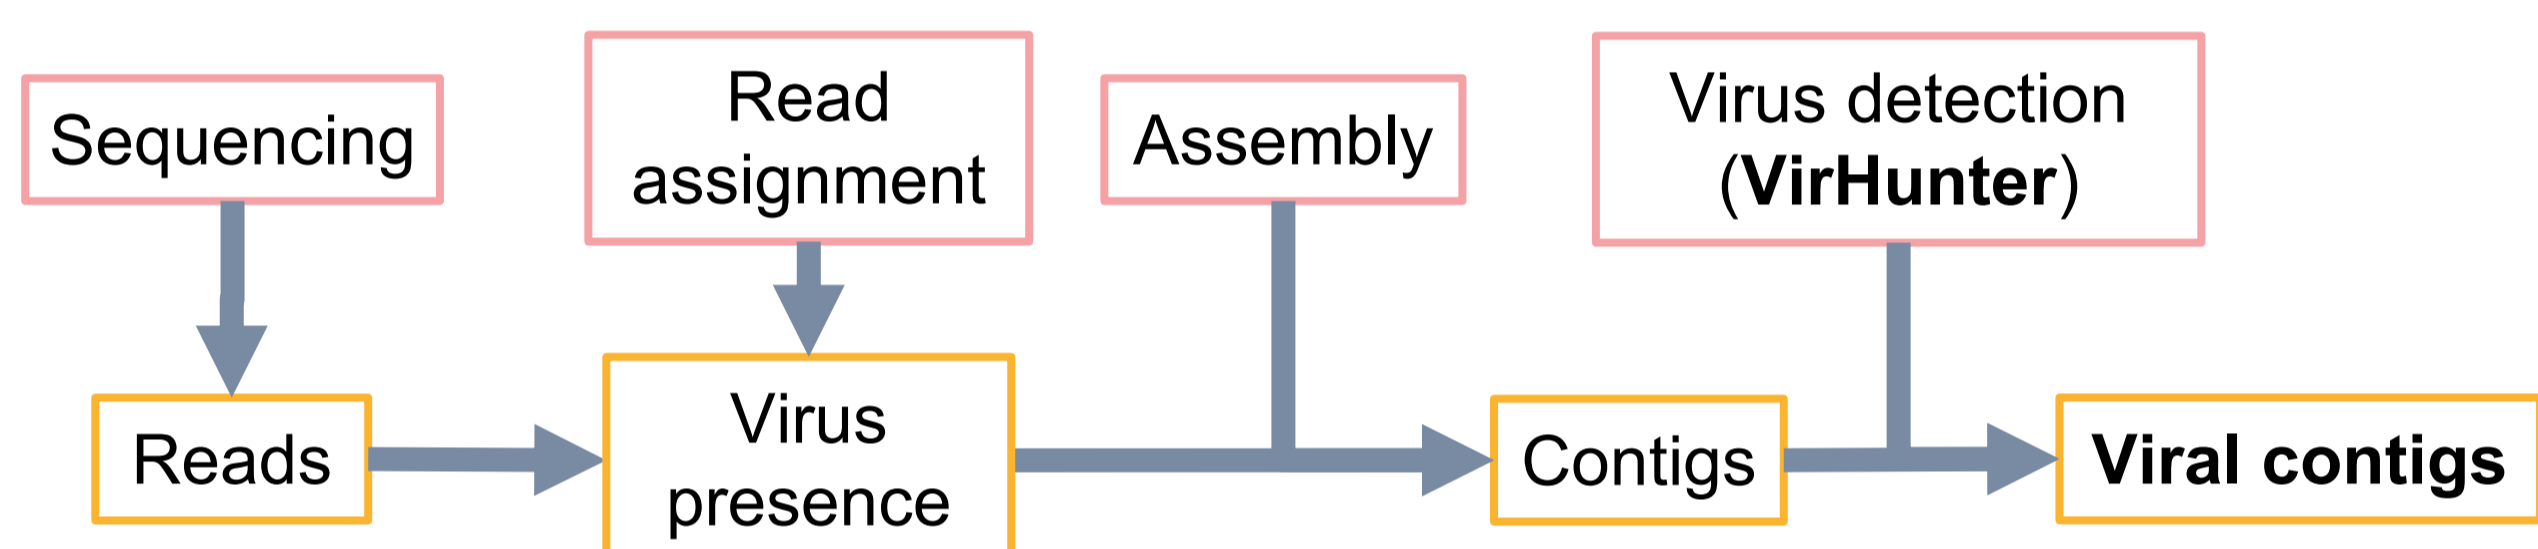 Sequencing
Read
assignment
Assembly
Virus detection
(VirHunter)
Reads
Virus
presence
Contigs
Viral contigs